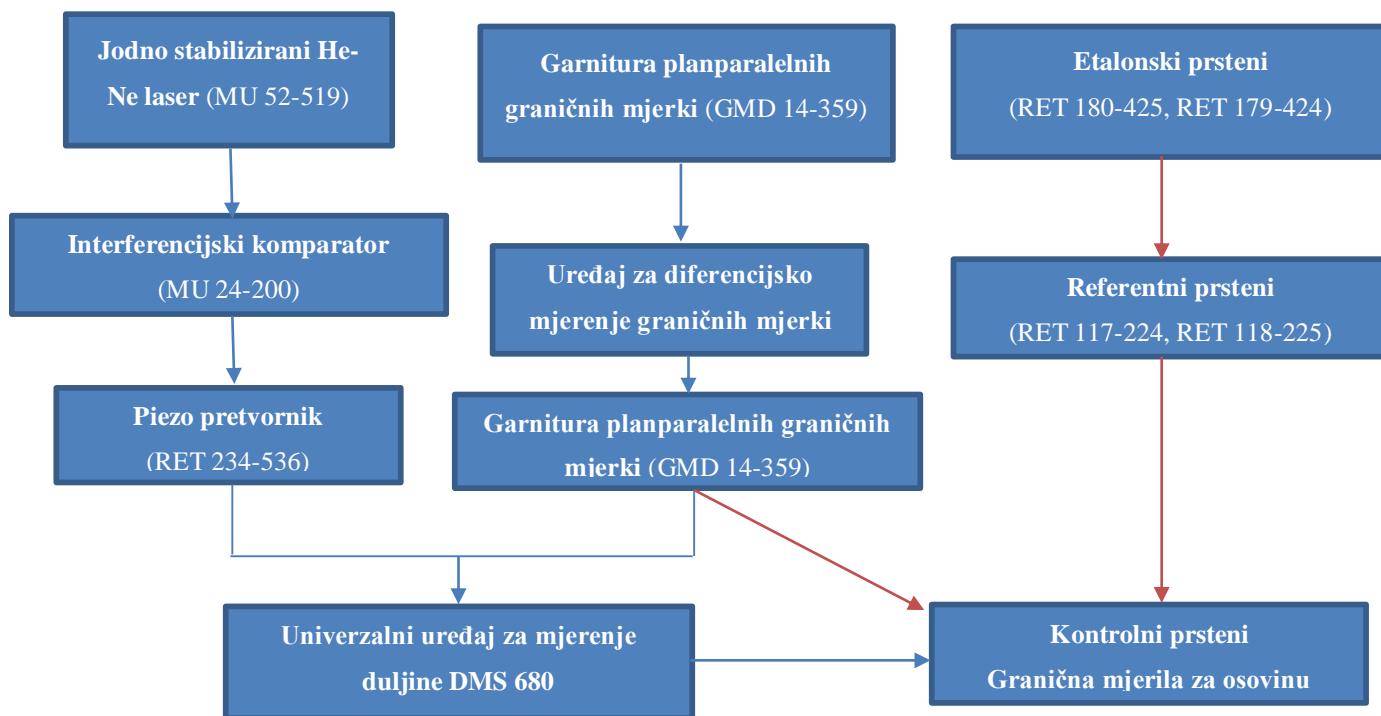 Jodno stabilizirani He-
Ne laser (MU 52-519)
Interferencijski komparator
(MU 24-200)
Piezo pretvornik
(RET 234-536)
Garnitura planparalelnih
graničnih mjerki (GMD 14-359)
Uređaj za diferencijsko
mjerenje graničnih mjerki
Garnitura planparalelnih graničnih
mjerki (GMD 14-359)
Univerzalni uređaj za mjerenje
duljine DMS 680
Etalonski prsteni
(RET 180-425, RET 179-424)
Referentni prsteni
(RET 117-224, RET 118-225)
Kontrolni prsteni
Granična mjerila za osovinu